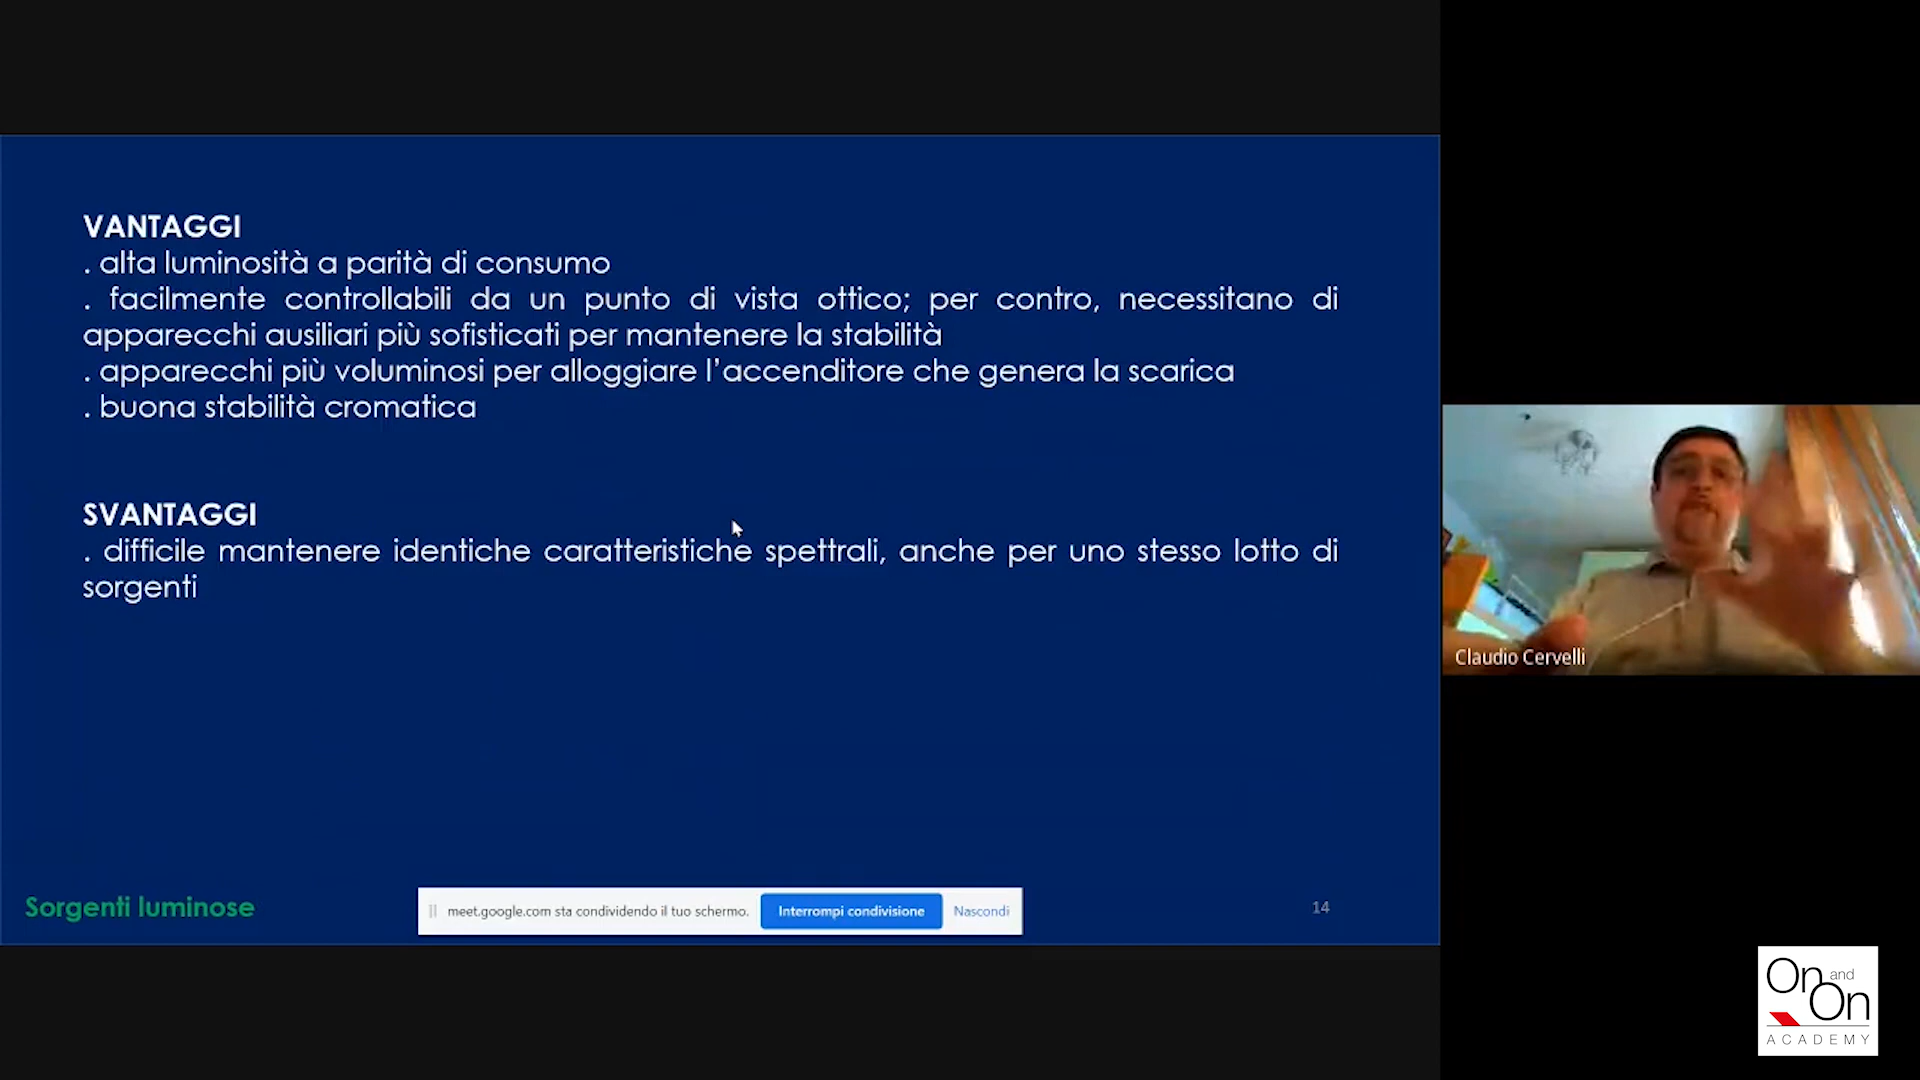 VANTAGGI
. alta luminosità a parità di consumo
. facilmente controllabili da un punto di vista ottico; per contro, necessitano di
apparecchi ausiliari più sofisticati per mantenere la stabilità
. apparecchi più voluminosi per alloggiare l’accenditore che genera la scarica
. buona stabilità cromatica
SVANTAGGI
. difficile mantenere identiche caratteristiche spettrali, anche per uno stesso lotto di
sorgenti
Sorgenti luminose
meet.google.com sta condividendo il tuo schermo.
Interrompi condivisione
Nascondi
14
Claudio Cervelli
On and
On
ACADEMY